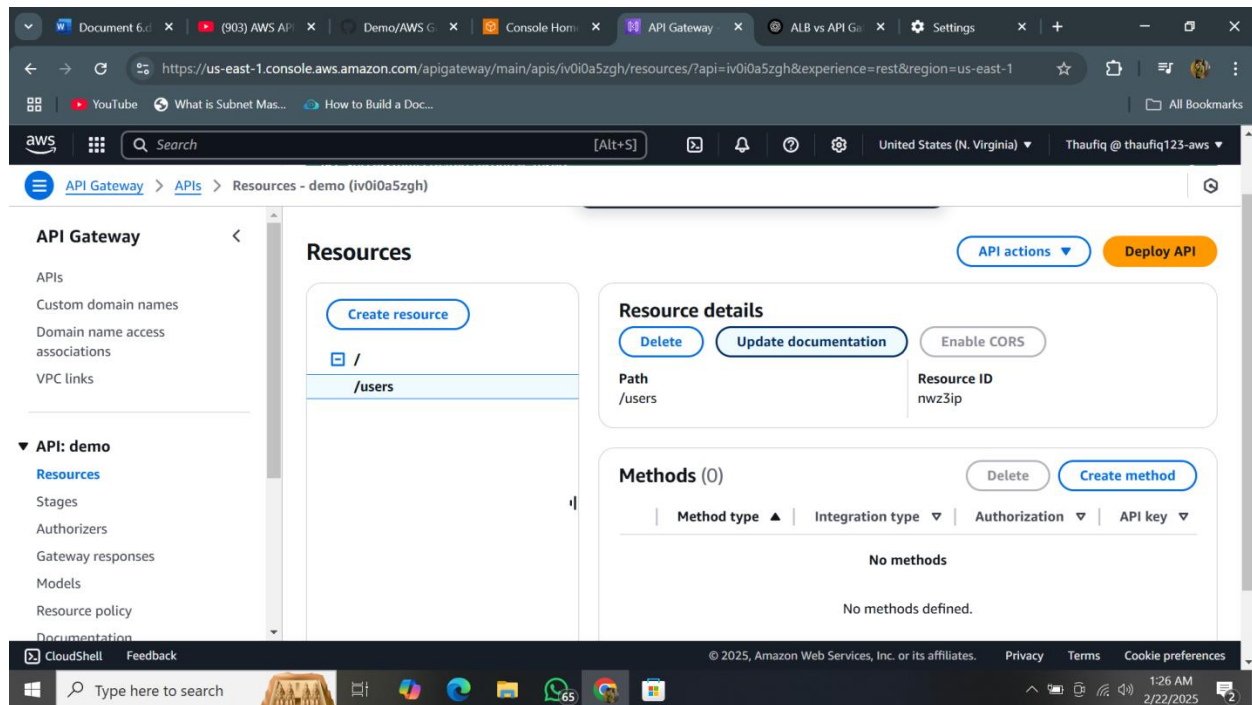 Document 6.d
(903) AWS AP
Demo/AWS G
Console Hom
API Gateway -
ALB vs API Ga
Settings
https://us-east-1.console.aws.amazon.com/apigateway/main/apis/iv0i0a5zgh/resources/?api=iv0i0a5zgh&experience=rest&region=us-east-1
YouTube What is Subnet Mas... How to Build a Doc... All Bookmarks
aws Search [Alt+S] United States (N. Virginia) Thaufiq @ thaufiq123-aws
API Gateway > APIs > Resources - demo (iv0i0a5zgh)
API Gateway
APIs
Custom domain names
Domain name access
associations
VPC links
API: demo
Resources
Stages
Authorizers
Gateway responses
Models
Resource policy
Documentation
Resources
API actions
Deploy API
Create resource
/
/users
Resource details
Delete Update documentation Enable CORS
Path
/users
Resource ID
nwz3ip
Methods (0)
Delete Create method
Method type Integration type Authorization API key
No methods
No methods defined.
CloudShell Feedback © 2025, Amazon Web Services, Inc. or its affiliates. Privacy Terms Cookie preferences
Type here to search
65
1:26 AM
2/22/2025
2